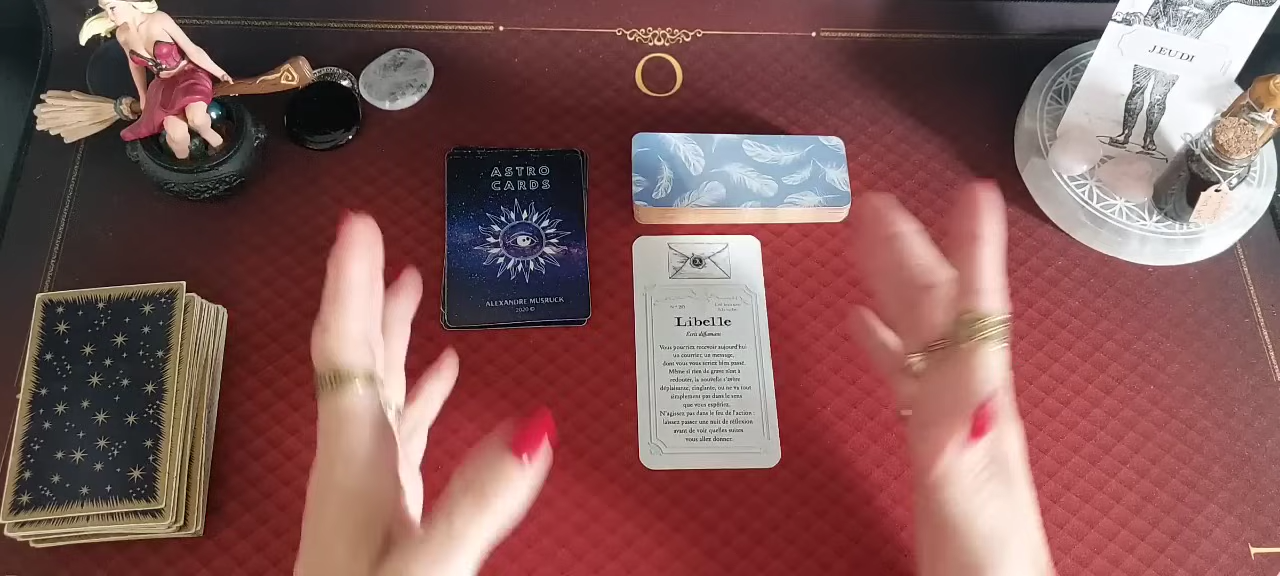 JEUDI
O
ASTRO
CARDS
ALEXANDRE MUSRUCK
2020 ©
Libelle
Écrit diffamant
Vous pourriez recevoir aujourd'hui
un courrier, un message,
dont vous vous seriez bien passé.
Même si rien de grave n'est à
redouter, la nouvelle s'avère
déplaisante, cinglante, ou ne va tout
simplement pas dans le sens
que vous espériez.
N'agissez pas dans le feu de l'action :
laissez passer une nuit de réflexion
avant de voir quelles suites
vous allez donner.